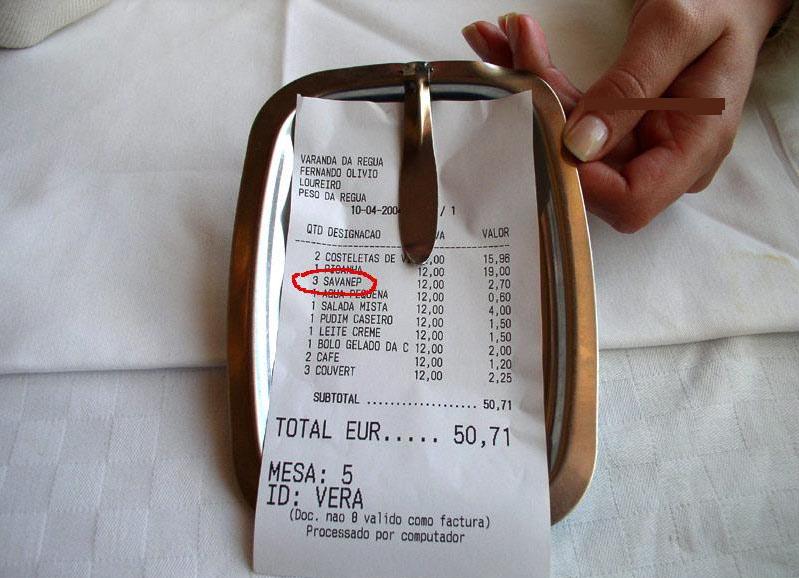 VARANDA DA REGUA
FERNANDO OLIVIO
LOUREIRO
PESO DA REGUA
10-04-200 / 1
QTD DESIGNACAO VA VALOR
2 COSTELETAS DE V ,00 15,96
1 PICANHA 12,00 19,00
3 SAVANEP 12,00 2,70
1 AGUA PEQUENA 12,00 0,60
1 SALADA MISTA 12,00 4,00
1 PUDIM CASEIRO 12,00 1,50
1 LEITE CREME 12,00 1,50
1 BOLO GELADO DA C 12,00 2,00
2 CAFE 12,00 1,20
3 COUVERT 12,00 2,25
SUBTOTAL .................. 50,71
TOTAL EUR..... 50,71
MESA: 5
ID: VERA
(Doc. nao é valido como factura)
Processado por computador